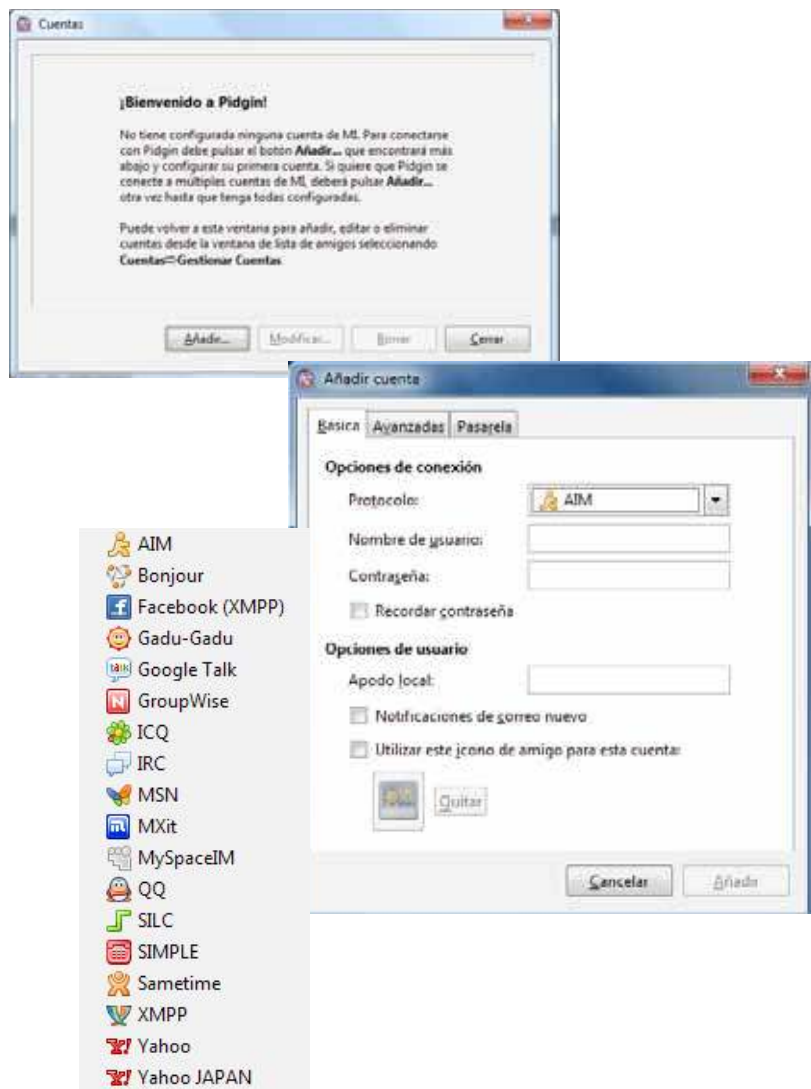 Cuentas
¡Bienvenido a Pidgin!
No tiene configurada ninguna cuenta de MI. Para conectarse
con Pidgin debe pulsar el botón Añadir... que encontrará más
abajo y configurar su primera cuenta. Si quiere que Pidgin se
conecte a múltiples cuentas de MI, deberá pulsar Añadir...
otra vez hasta que tenga todas configuradas.
Puede volver a esta ventana para añadir, editar o eliminar
cuentas desde la ventana de lista de amigos seleccionando
Cuentas⇨Gestionar Cuentas
Añadir... Modificar... Borrar Cerrar
Añadir cuenta
Básica Avanzadas Pasarela
Opciones de conexión
Protocolo: AIM
Nombre de usuario:
Contraseña:
Recordar contraseña
Opciones de usuario
Apodo local:
Notificaciones de correo nuevo
Utilizar este icono de amigo para esta cuenta:
Quitar
Cancelar Añadir
AIM
Bonjour
Facebook (XMPP)
Gadu-Gadu
Google Talk
GroupWise
ICQ
IRC
MSN
MXit
MySpaceIM
QQ
SILC
SIMPLE
Sametime
XMPP
Yahoo
Yahoo JAPAN